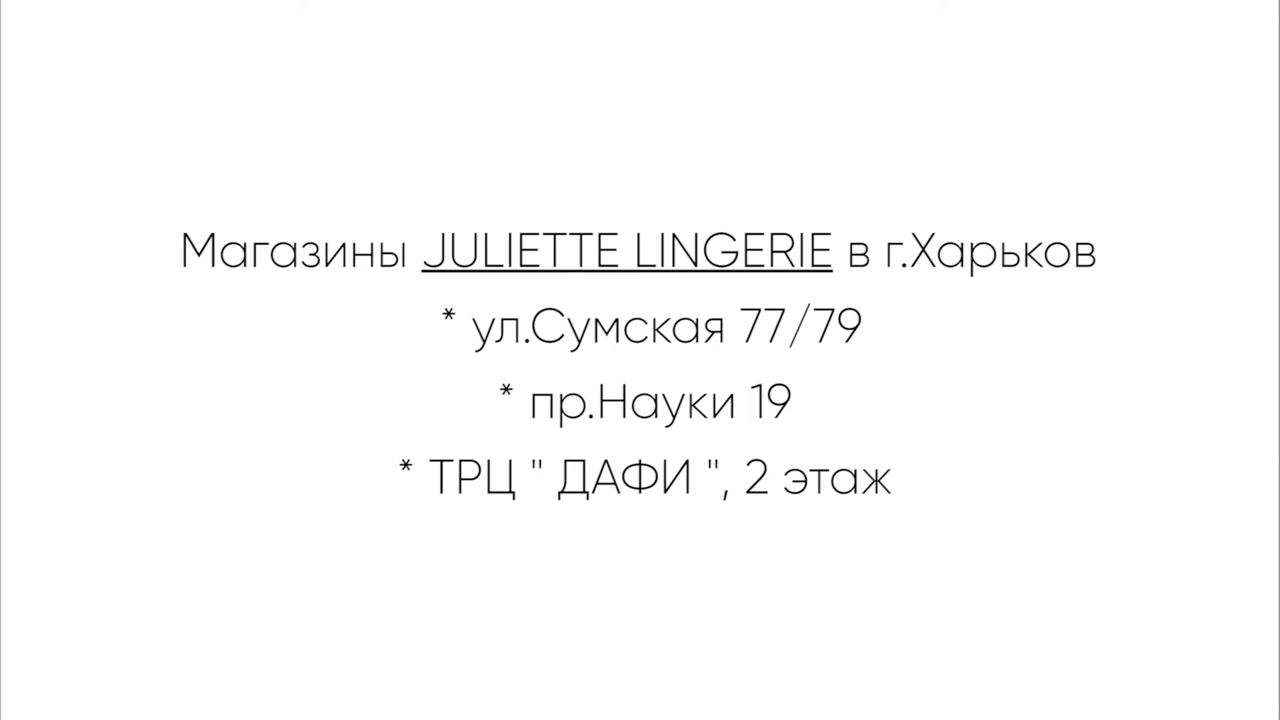 Магазины JULIETTE LINGERIE в г.Харьков
* ул.Сумская 77/79
* пр.Науки 19
* ТРЦ " ДАФИ ", 2 этаж